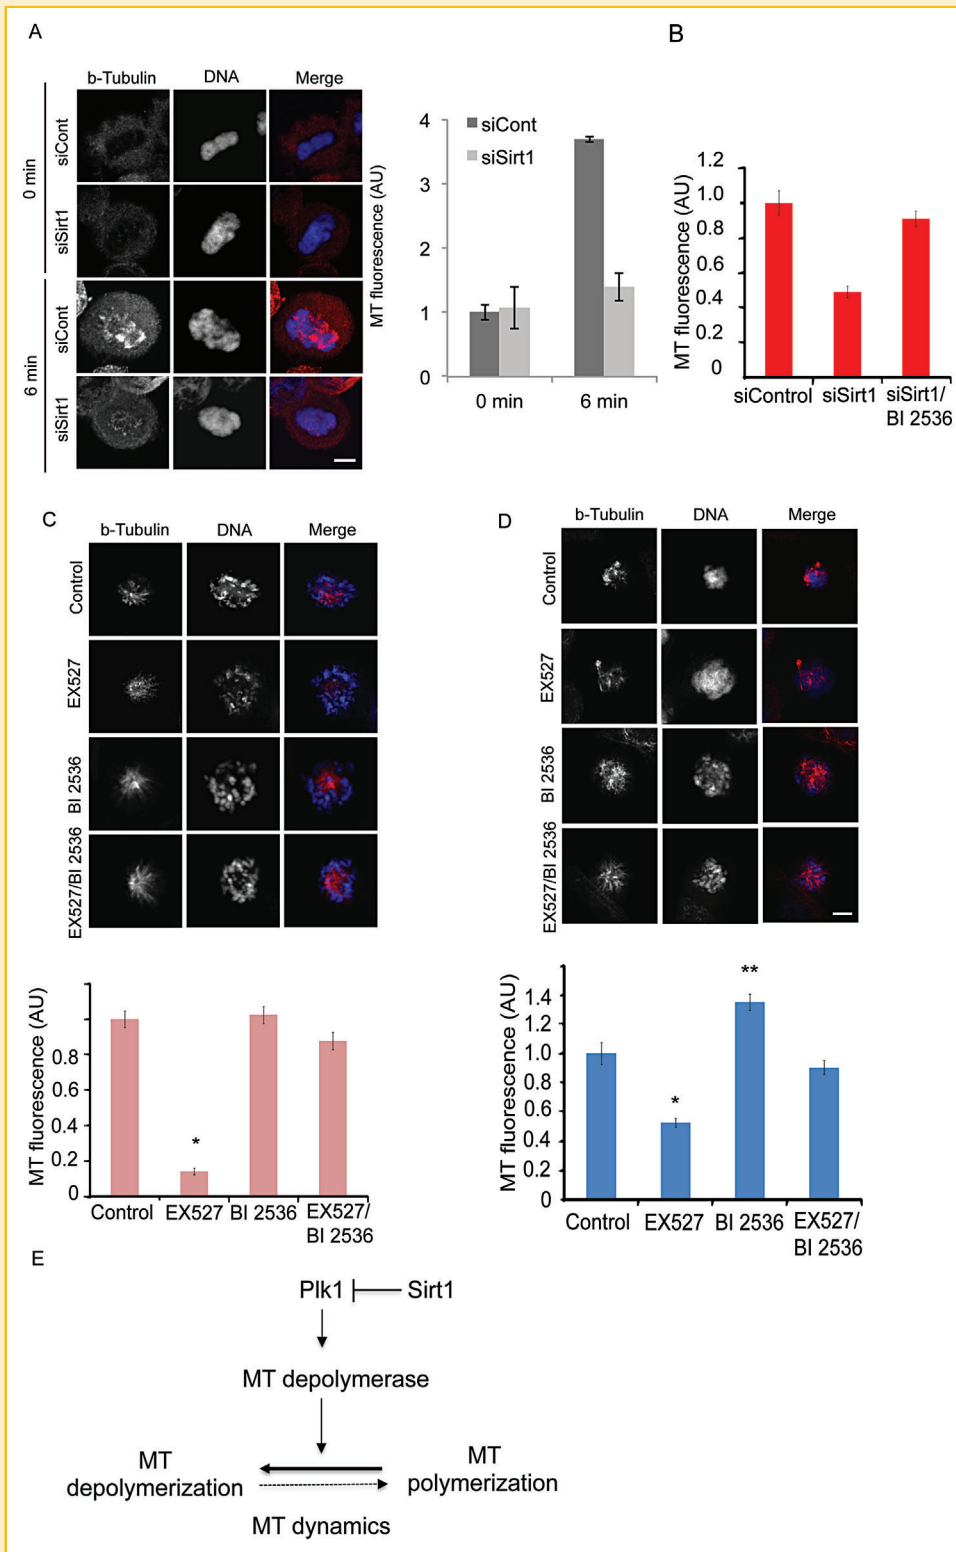 A
b-Tubulin DNA Merge
0 min
siCont
siSirt1
6 min
siCont
siSirt1
MT fluorescence (AU)
4
3
2
1
0
siCont
siSirt1
0 min 6 min
B
MT fluorescence (AU)
1.2
1.0
0.8
0.6
0.4
0.2
0
siControl siSirt1 siSirt1/
BI 2536
C
b-Tubulin DNA Merge
Control
EX527
BI 2536
EX527/BI 2536
MT fluorescence (AU)
0.8
0.6
0.4
0.2
0
*
Control EX527 BI 2536 EX527/
BI 2536
D
b-Tubulin DNA Merge
Control
EX527
BI 2536
EX527/BI 2536
MT fluorescence (AU)
1.4
1.2
1.0
0.8
0.6
0.4
0.2
0
*
**
Control EX527 BI 2536 EX527/
BI 2536
E
Plk1 Sirt1
MT depolymerase
MT
depolymerization
MT
polymerization
MT dynamics